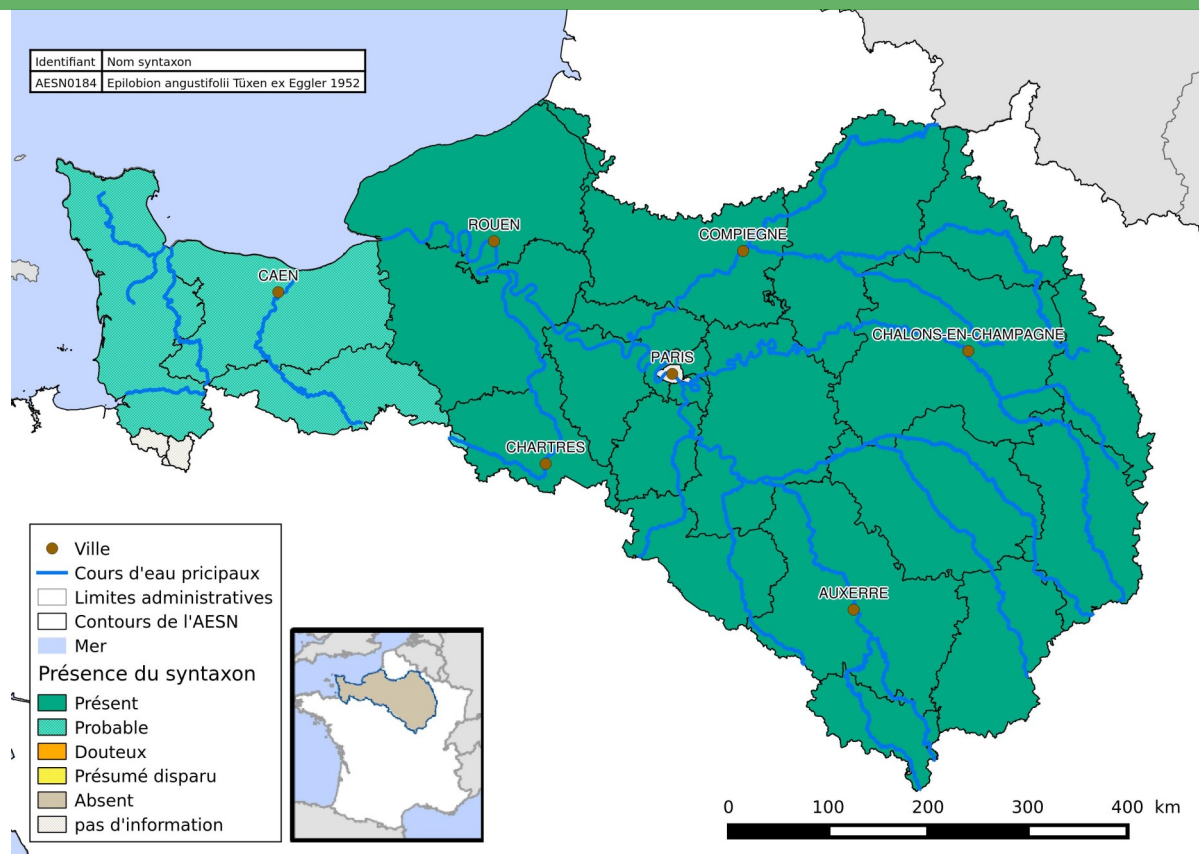 Identifiant Nom syntaxon
AESN0184 Epilobion angustifolii Tüxen ex Eggler 1952
ROUEN
COMPIEGNE
CAEN
CHALONS-EN-CHAMPAGNE
PARIS
CHARTRES
AUXERRE
Ville
Cours d'eau pricipaux
Limites administratives
Contours de l'AESN
Mer
Présence du syntaxon
Présent
Probable
Douteux
Présumé disparu
Absent
pas d'information
0 100 200 300 400 km